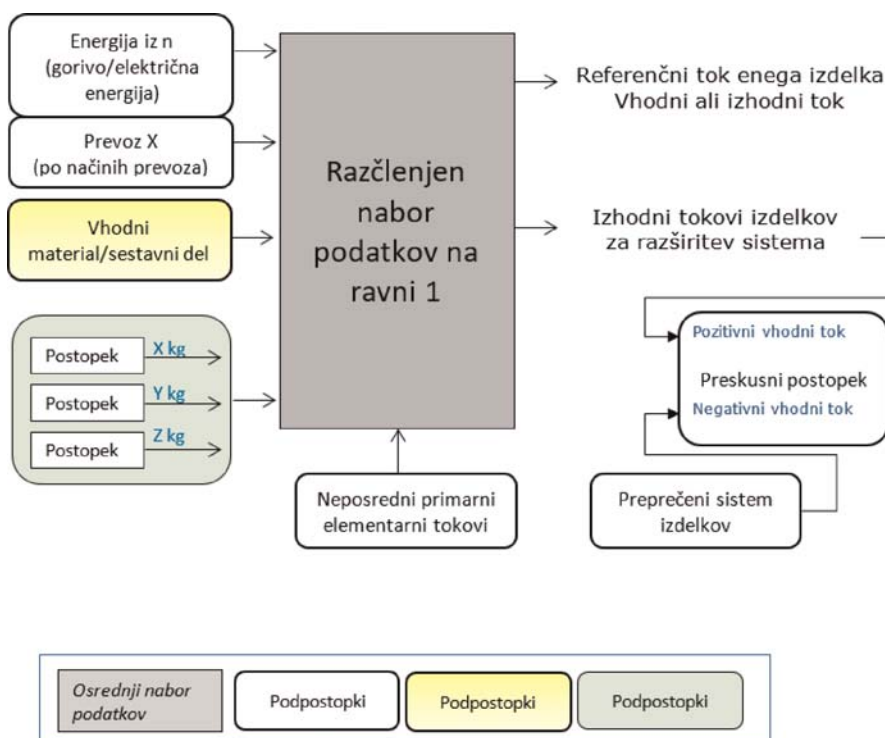 Energija iz n
(gorivo/električna
energija)
Prevoz X
(po načinih prevoza)
Vhodni
material/sestavni del
Postopek
X kg
Postopek
Y kg
Postopek
Z kg
Razčlenjen
nabor
podatkov na
ravni 1
Neposredni primarni
elementarni tokovi
Referenčni tok enega izdelka
Vhodni ali izhodni tok
Izhodni tokovi izdelkov
za razširitev sistema
Pozitivni vhodni tok
Preskusni postopek
Negativni vhodni tok
Preprečeni sistem
izdelkov
Osrednji nabor
podatkov
Podpostopki
Podpostopki
Podpostopki